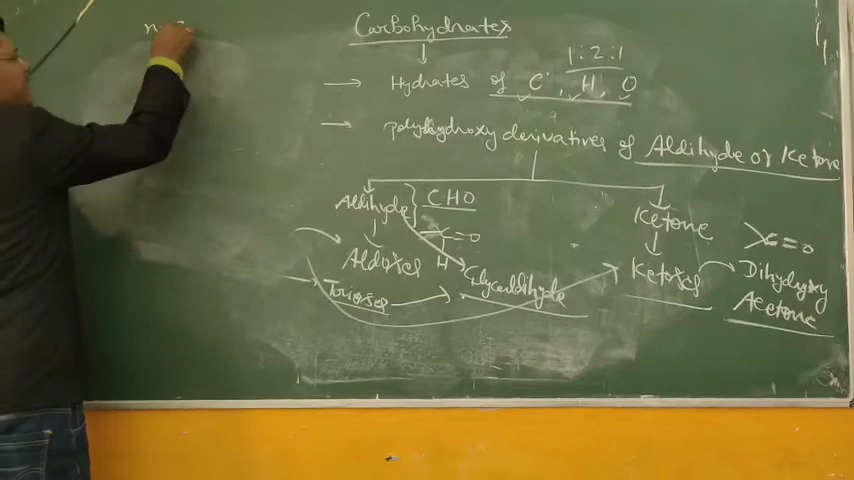 Carbohydrates
1:2:1
→ Hydrates of C, H, O
→ polyhydroxy derivatives of Aldihyde or Ketone
Aldihyde } CHO
Ketone
C=O
C=O
H
Aldoses
Ketoses
Dihydroxy
Acetone
Trioses → Glyceraldihyde